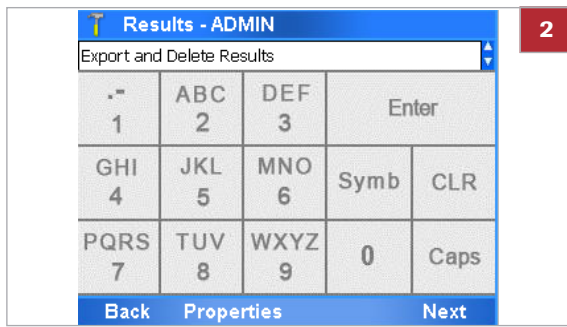 Results - ADMIN
2
Export and Delete Results
.- ABC DEF Enter
1 2 3
GHI JKL MNO Symb CLR
4 5 6
PQRS TUV WXYZ 0 Caps
7 8 9
Back Properties Next